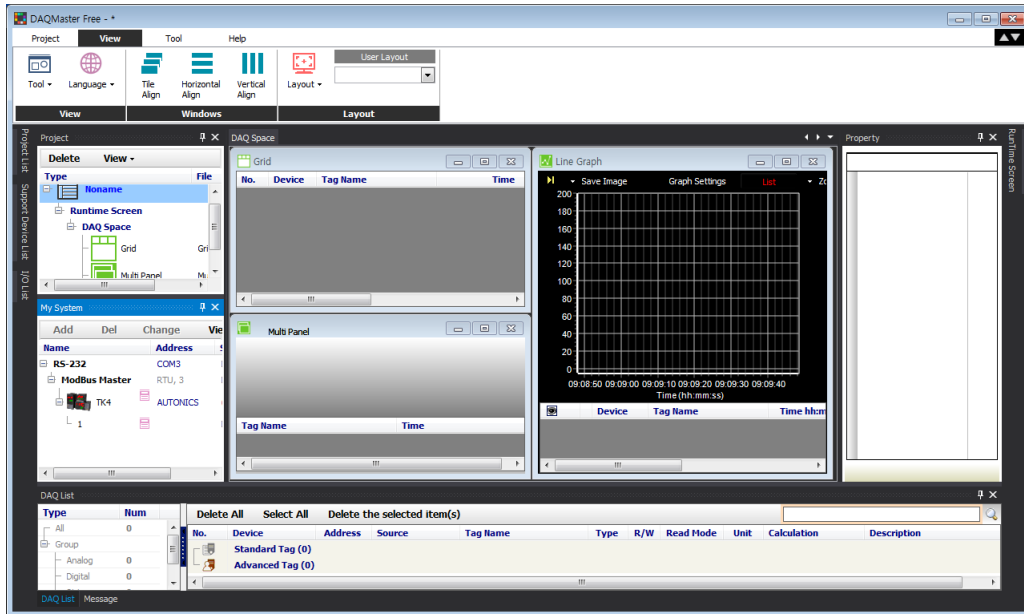 DAQMaster Free - *
Project View Tool Help
Tool Language Tile Align Horizontal Align Vertical Align Layout User Layout
View Windows Layout
Project List
Support Device List
I/O List
Project
Delete View
Type File
Noname
Runtime Screen
DAQ Space
Grid Gri
Multi Panel Mu
My System
Add Del Change Vie
Name Address
RS-232 COM3
ModBus Master RTU, 3
TK4 AUTONICS
1
DAQ Space
Grid
No. Device Tag Name Time
Multi Panel
Tag Name Time
Line Graph
Save Image Graph Settings List Zo
200
180
160
140
120
100
80
60
40
20
0
09:08:50 09:09:00 09:09:10 09:09:20 09:09:30 09:09:40
Time(hh:mm:ss)
Device Tag Name Time hh:m
Property
RunTime Screen
DAQ List
Type Num
All 0
Group
Analog 0
Digital 0
Delete All Select All Delete the selected item(s)
No. Device Address Source Tag Name Type R/W Read Mode Unit Calculation Description
Standard Tag (0)
Advanced Tag (0)
DAQ List Message